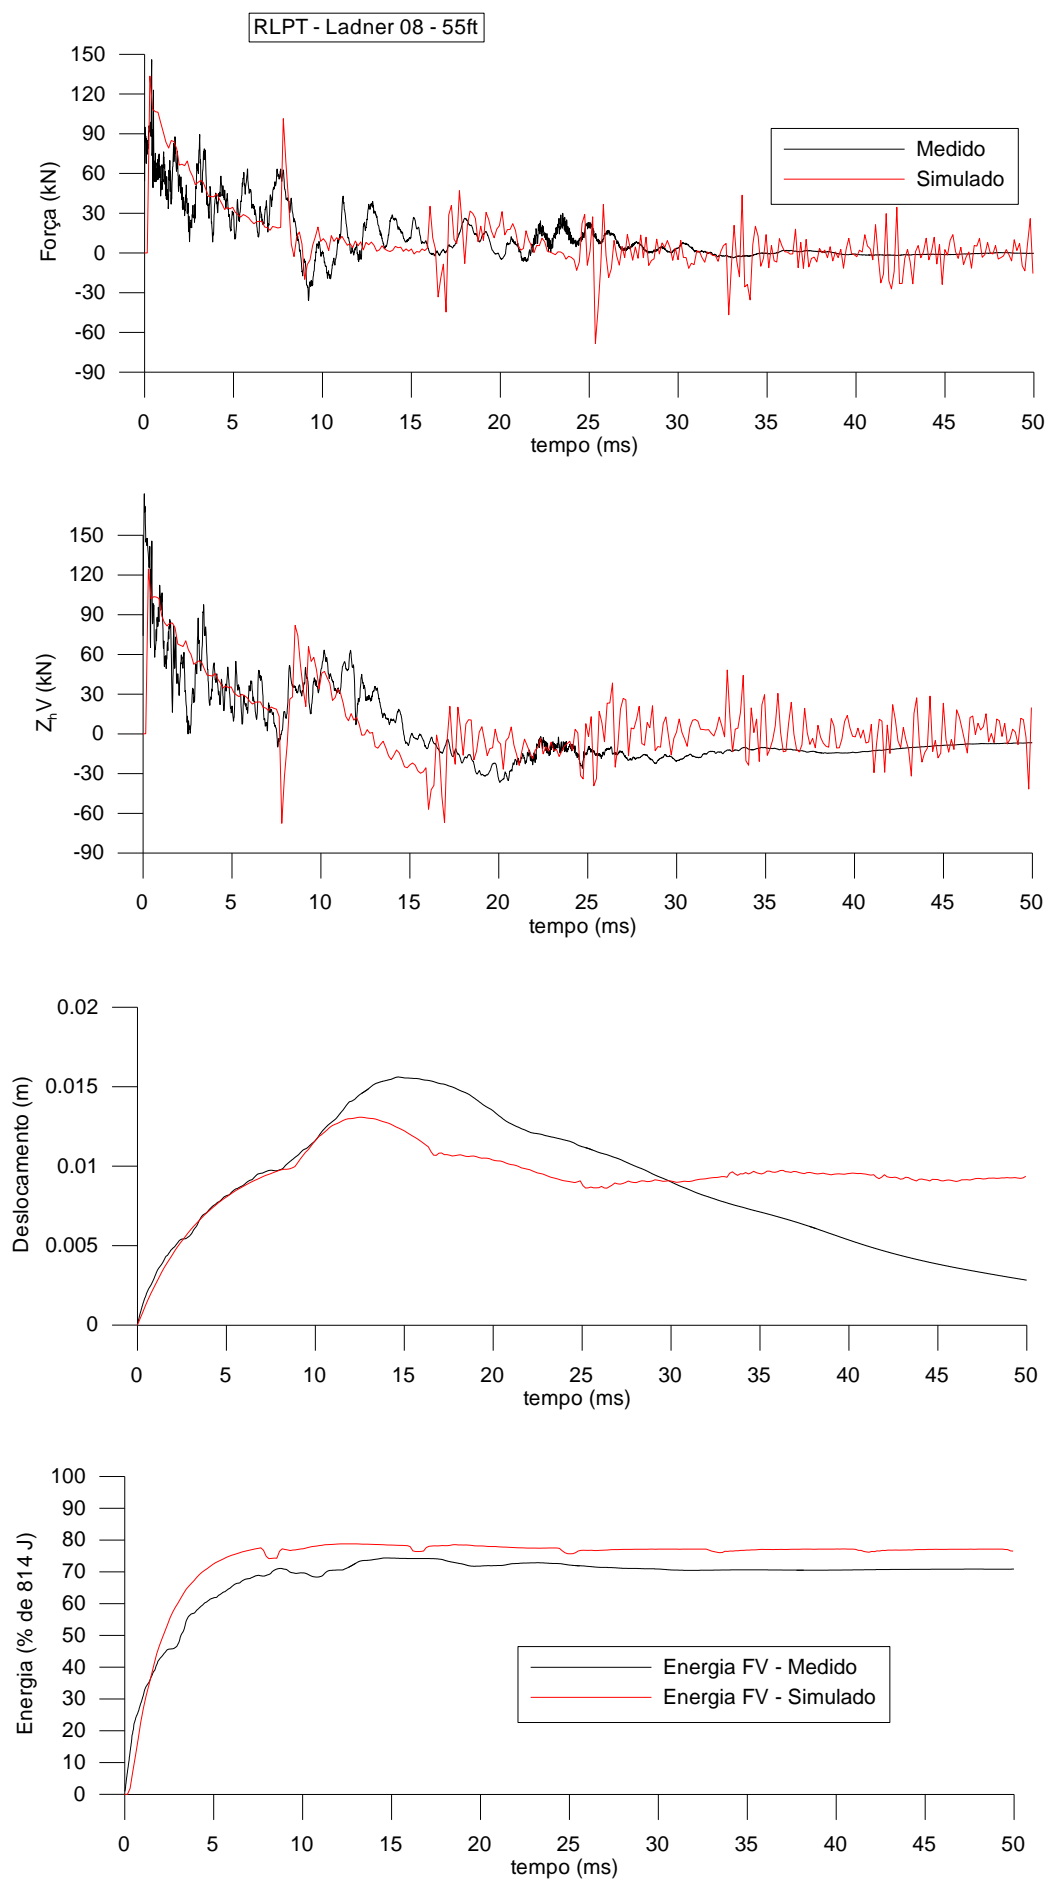 RLPT - Ladner 08 - 55ft
150
120
90
60
30
0
-30
-60
-90
Força (kN)
Medido
Simulado
0 5 10 15 20 25 30 35 40 45 50
tempo (ms)
150
120
90
60
30
0
-30
-60
-90
ZhV (kN)
0 5 10 15 20 25 30 35 40 45 50
tempo (ms)
0.02
0.015
0.01
0.005
0
Deslocamento (m)
0 5 10 15 20 25 30 35 40 45 50
tempo (ms)
100
90
80
70
60
50
40
30
20
10
0
Energia (% de 814 J)
Energia FV - Medido
Energia FV - Simulado
0 5 10 15 20 25 30 35 40 45 50
tempo (ms)